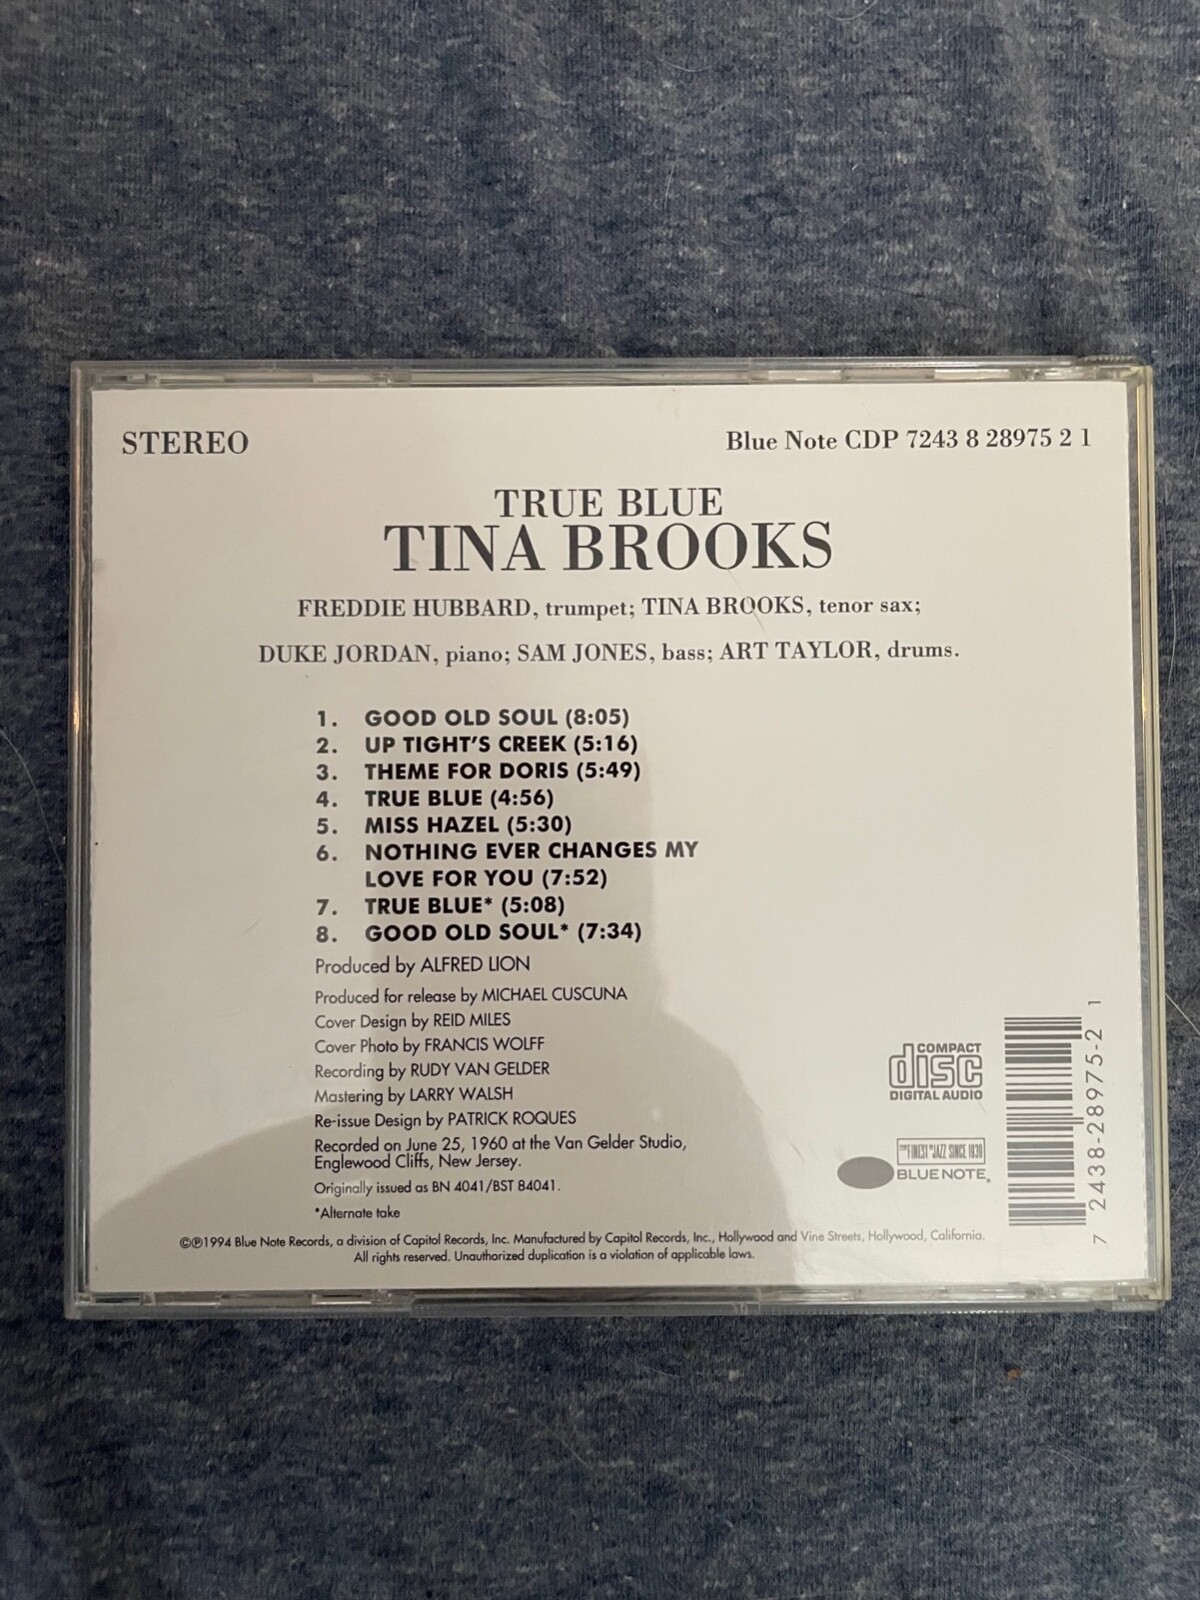 STEREO
Blue Note CDP 7243 8 28975 2 1
TRUE BLUE
TINA BROOKS
FREDDIE HUBBARD, trumpet; TINA BROOKS, tenor sax;
DUKE JORDAN, piano; SAM JONES, bass; ART TAYLOR, drums.
1. GOOD OLD SOUL (8:05)
2. UP TIGHT'S CREEK (5:16)
3. THEME FOR DORIS (5:49)
4. TRUE BLUE (4:56)
5. MISS HAZEL (5:30)
6. NOTHING EVER CHANGES MY
LOVE FOR YOU (7:52)
7. TRUE BLUE* (5:08)
8. GOOD OLD SOUL* (7:34)
Produced by ALFRED LION
Produced for release by MICHAEL CUSCUNA
Cover Design by REID MILES
Cover Photo by FRANCIS WOLFF
Recording by RUDY VAN GELDER
Mastering by LARRY WALSH
Re-issue Design by PATRICK ROQUES
Recorded on June 25, 1960 at the Van Gelder Studio,
Englewood Cliffs, New Jersey.
Originally issued as BN 4041/BST 84041.
*Alternate take
©℗1994 Blue Note Records, a division of Capitol Records, Inc. Manufactured by Capitol Records, Inc., Hollywood and Vine Streets, Hollywood, California.
All rights reserved. Unauthorized duplication is a violation of applicable laws.
COMPACT
disc
DIGITAL AUDIO
THE FINEST IN JAZZ SINCE 1939
BLUE NOTE®
7 2438-28975-2 1